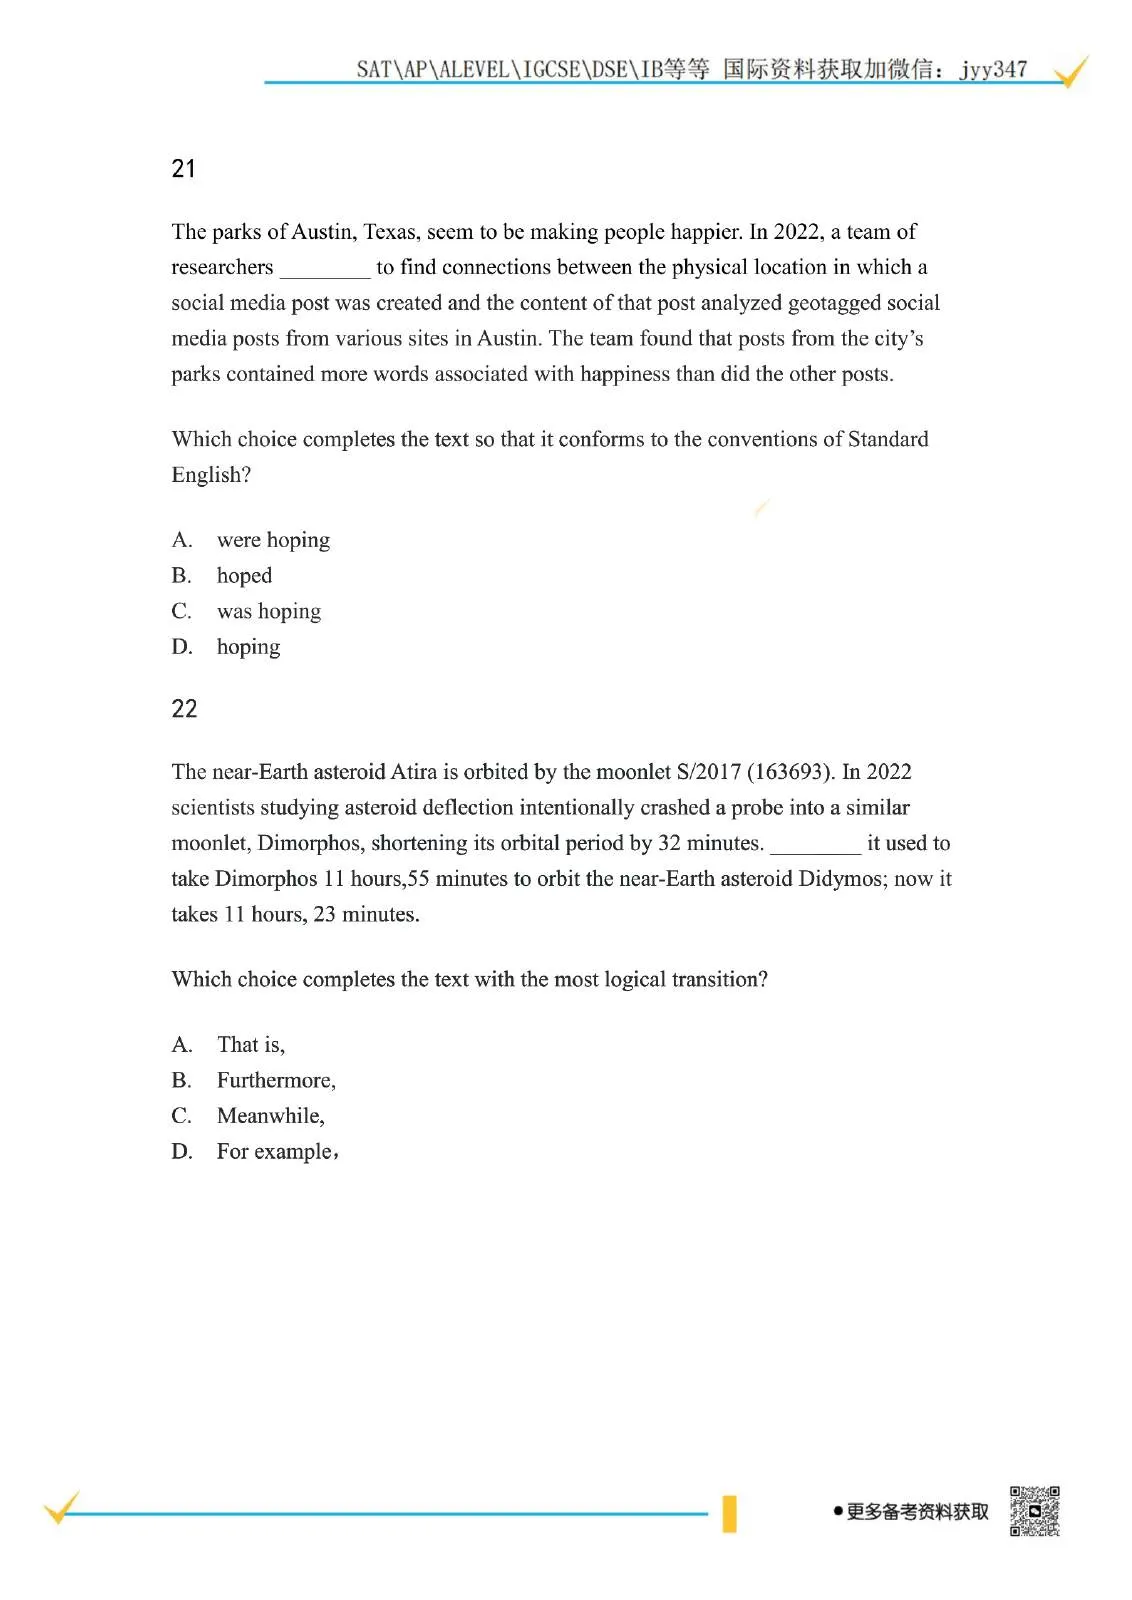 SAT\AP\ALEVEL\IGCSE\DSE\IB等等 国际资料获取加微信：jyy347
21
The parks of Austin, Texas, seem to be making people happier. In 2022, a team of
researchers ________ to find connections between the physical location in which a
social media post was created and the content of that post analyzed geotagged social
media posts from various sites in Austin. The team found that posts from the city’s
parks contained more words associated with happiness than did the other posts.
Which choice completes the text so that it conforms to the conventions of Standard
English?
A. were hoping
B. hoped
C. was hoping
D. hoping
22
The near-Earth asteroid Atira is orbited by the moonlet S/2017 (163693). In 2022
scientists studying asteroid deflection intentionally crashed a probe into a similar
moonlet, Dimorphos, shortening its orbital period by 32 minutes. ________ it used to
take Dimorphos 11 hours,55 minutes to orbit the near-Earth asteroid Didymos; now it
takes 11 hours, 23 minutes.
Which choice completes the text with the most logical transition?
A. That is,
B. Furthermore,
C. Meanwhile,
D. For example，
●更多备考资料获取